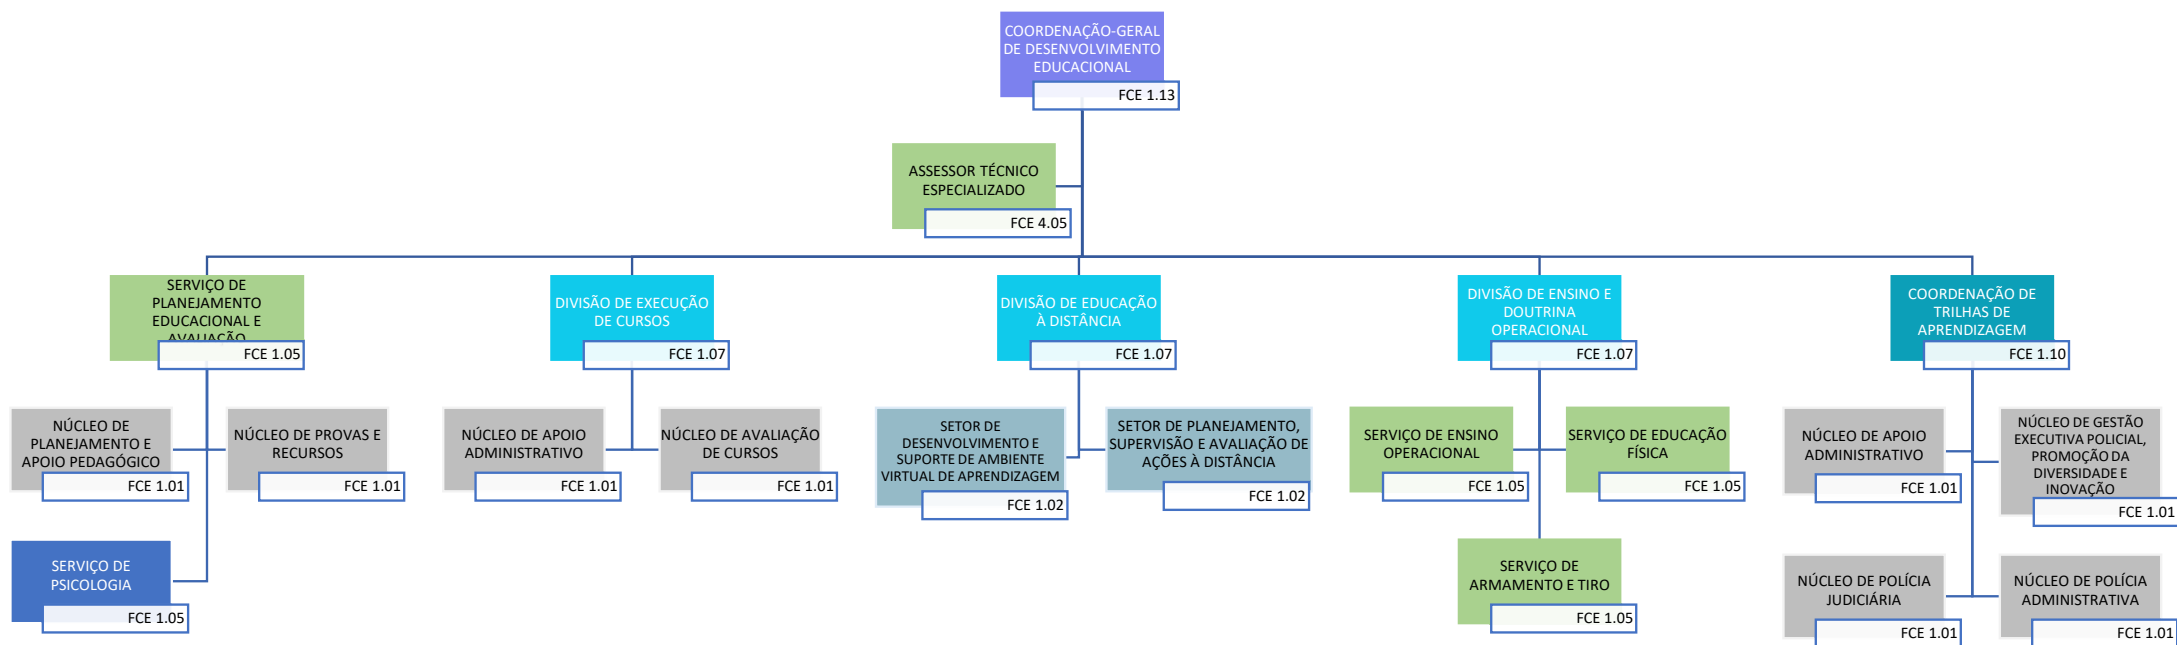 COORDENAÇÃO-GERAL
DE DESENVOLVIMENTO
EDUCACIONAL
FCE 1.13
ASSESSOR TÉCNICO
ESPECIALIZADO
FCE 4.05
SERVIÇO DE
PLANEJAMENTO
EDUCACIONAL E
AVALIAÇÃO
FCE 1.05
DIVISÃO DE EXECUÇÃO
DE CURSOS
FCE 1.07
DIVISÃO DE EDUCAÇÃO
À DISTÂNCIA
FCE 1.07
DIVISÃO DE ENSINO E
DOUTRINA
OPERACIONAL
FCE 1.07
COORDENAÇÃO DE
TRILHAS DE
APRENDIZAGEM
FCE 1.10
NÚCLEO DE
PLANEJAMENTO E
APOIO PEDAGÓGICO
FCE 1.01
NÚCLEO DE PROVAS E
RECURSOS
FCE 1.01
NÚCLEO DE APOIO
ADMINISTRATIVO
FCE 1.01
NÚCLEO DE AVALIAÇÃO
DE CURSOS
FCE 1.01
SETOR DE
DESENVOLVIMENTO E
SUPORTE DE AMBIENTE
VIRTUAL DE APRENDIZAGEM
FCE 1.02
SETOR DE PLANEJAMENTO,
SUPERVISÃO E AVALIAÇÃO DE
AÇÕES À DISTÂNCIA
FCE 1.02
SERVIÇO DE ENSINO
OPERACIONAL
FCE 1.05
SERVIÇO DE EDUCAÇÃO
FÍSICA
FCE 1.05
NÚCLEO DE APOIO
ADMINISTRATIVO
FCE 1.01
NÚCLEO DE GESTÃO
EXECUTIVA POLICIAL,
PROMOÇÃO DA
DIVERSIDADE E
INOVAÇÃO
FCE 1.01
SERVIÇO DE
PSICOLOGIA
FCE 1.05
SERVIÇO DE
ARMAMENTO E TIRO
FCE 1.05
NÚCLEO DE POLÍCIA
JUDICIÁRIA
FCE 1.01
NÚCLEO DE POLÍCIA
ADMINISTRATIVA
FCE 1.01